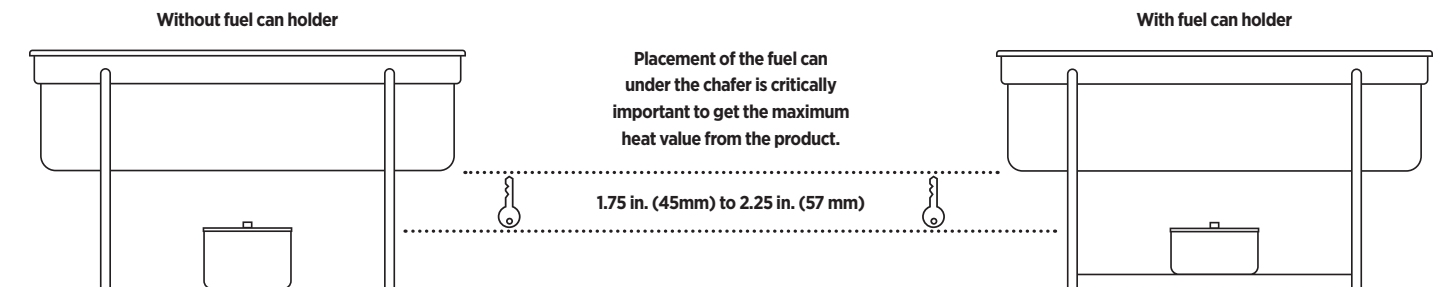 Without fuel can holder
With fuel can holder
Placement of the fuel can
under the chafer is critically
important to get the maximum
heat value from the product.
1.75 in. (45mm) to 2.25 in. (57 mm)